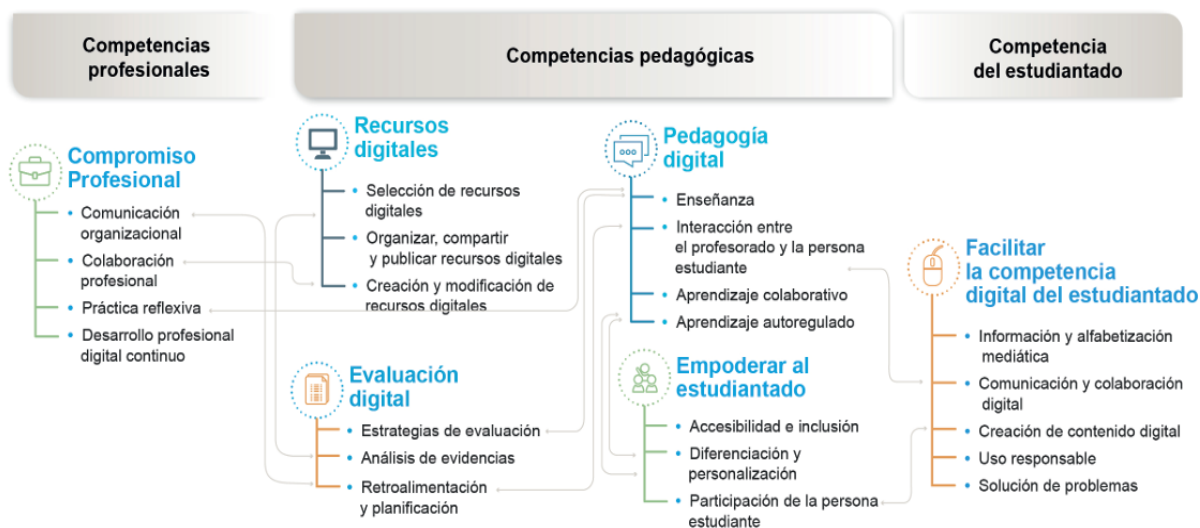 Competencias
profesionales
Competencias pedagógicas
Competencia
del estudiantado
Compromiso
Profesional
• Comunicación
organizacional
• Colaboración
profesional
• Práctica reflexiva
• Desarrollo profesional
digital continuo
Recursos
digitales
• Selección de recursos
digitales
• Organizar, compartir
y publicar recursos digitales
• Creación y modificación de
recursos digitales
Evaluación
digital
• Estrategias de evaluación
• Análisis de evidencias
• Retroalimentación
y planificación
Pedagogía
digital
• Enseñanza
• Interacción entre
el profesorado y la persona
estudiante
• Aprendizaje colaborativo
• Aprendizaje autoregulado
Empoderar al
estudiantado
• Accesibilidad e inclusión
• Diferenciación y
personalización
• Participación de la persona
estudiante
Facilitar
la competencia
digital del estudiantado
• Información y alfabetización
mediática
• Comunicación y colaboración
digital
• Creación de contenido digital
• Uso responsable
• Solución de problemas